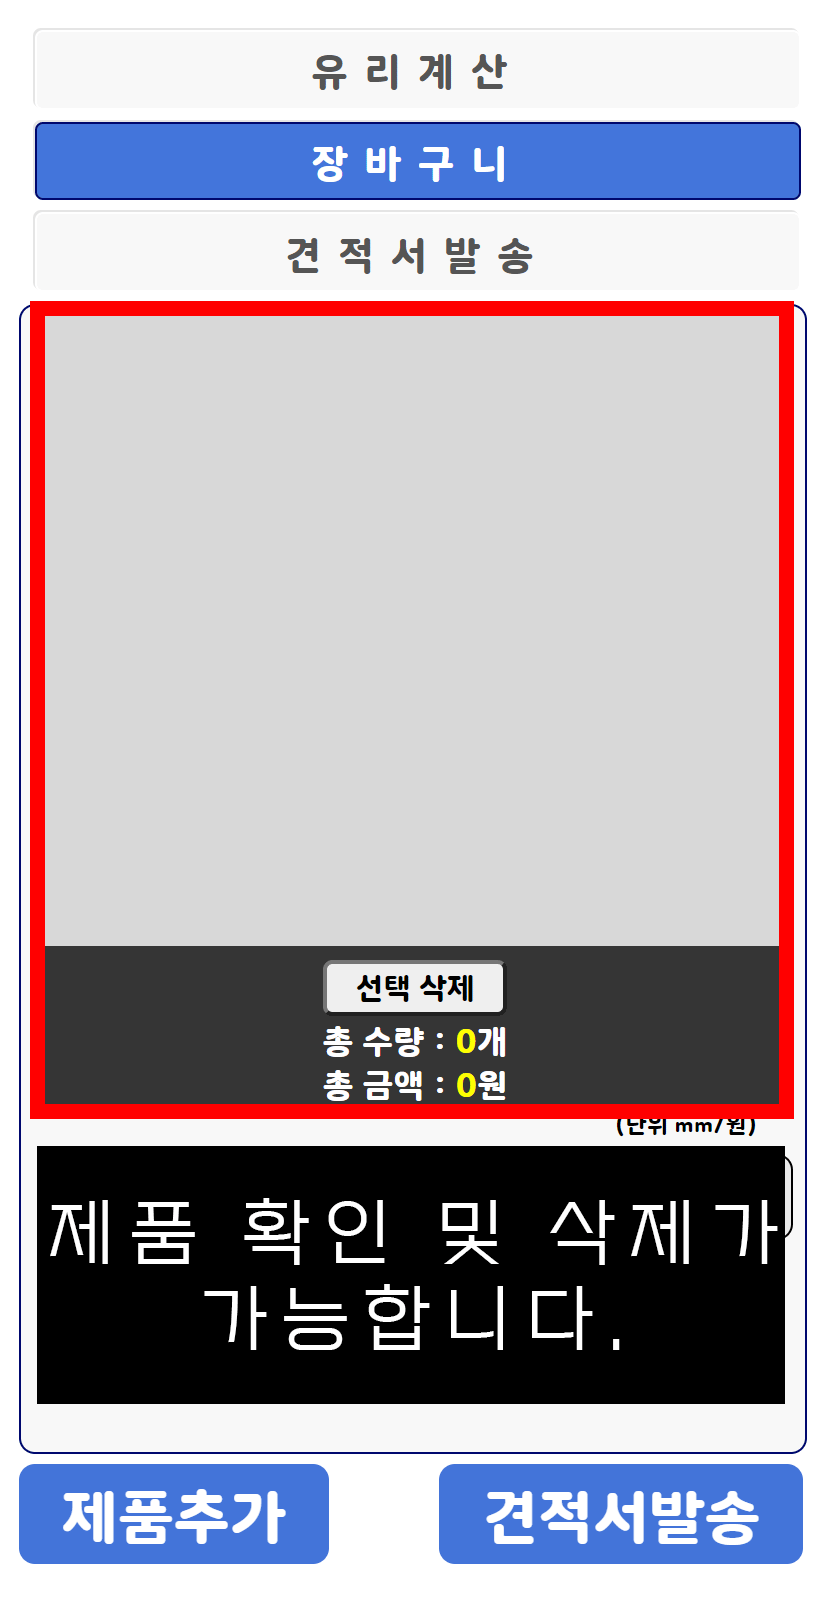 유리계산
장바구니
견적서발송
선택 삭제
총 수량 : 0개
총 금액 : 0원
(단위 mm/원)
제품 확인 및 삭제가
가능합니다.
제품추가
견적서발송